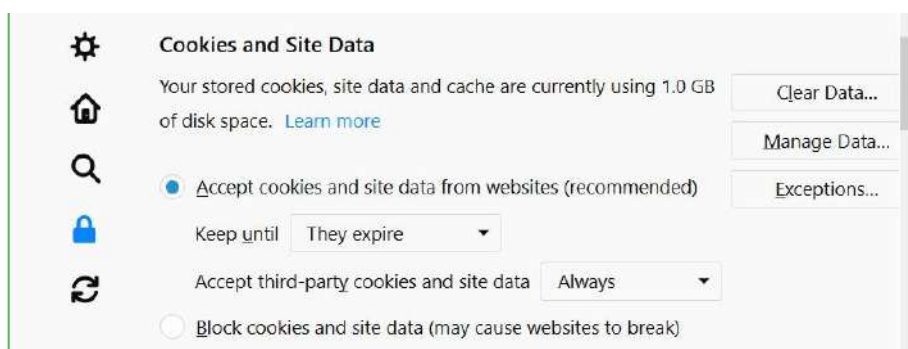 Cookies and Site Data
Your stored cookies, site data and cache are currently using 1.0 GB
of disk space. Learn more
Clear Data...
Manage Data...
Exceptions...
Accept cookies and site data from websites (recommended)
Keep until They expire
Accept third-party cookies and site data Always
Block cookies and site data (may cause websites to break)